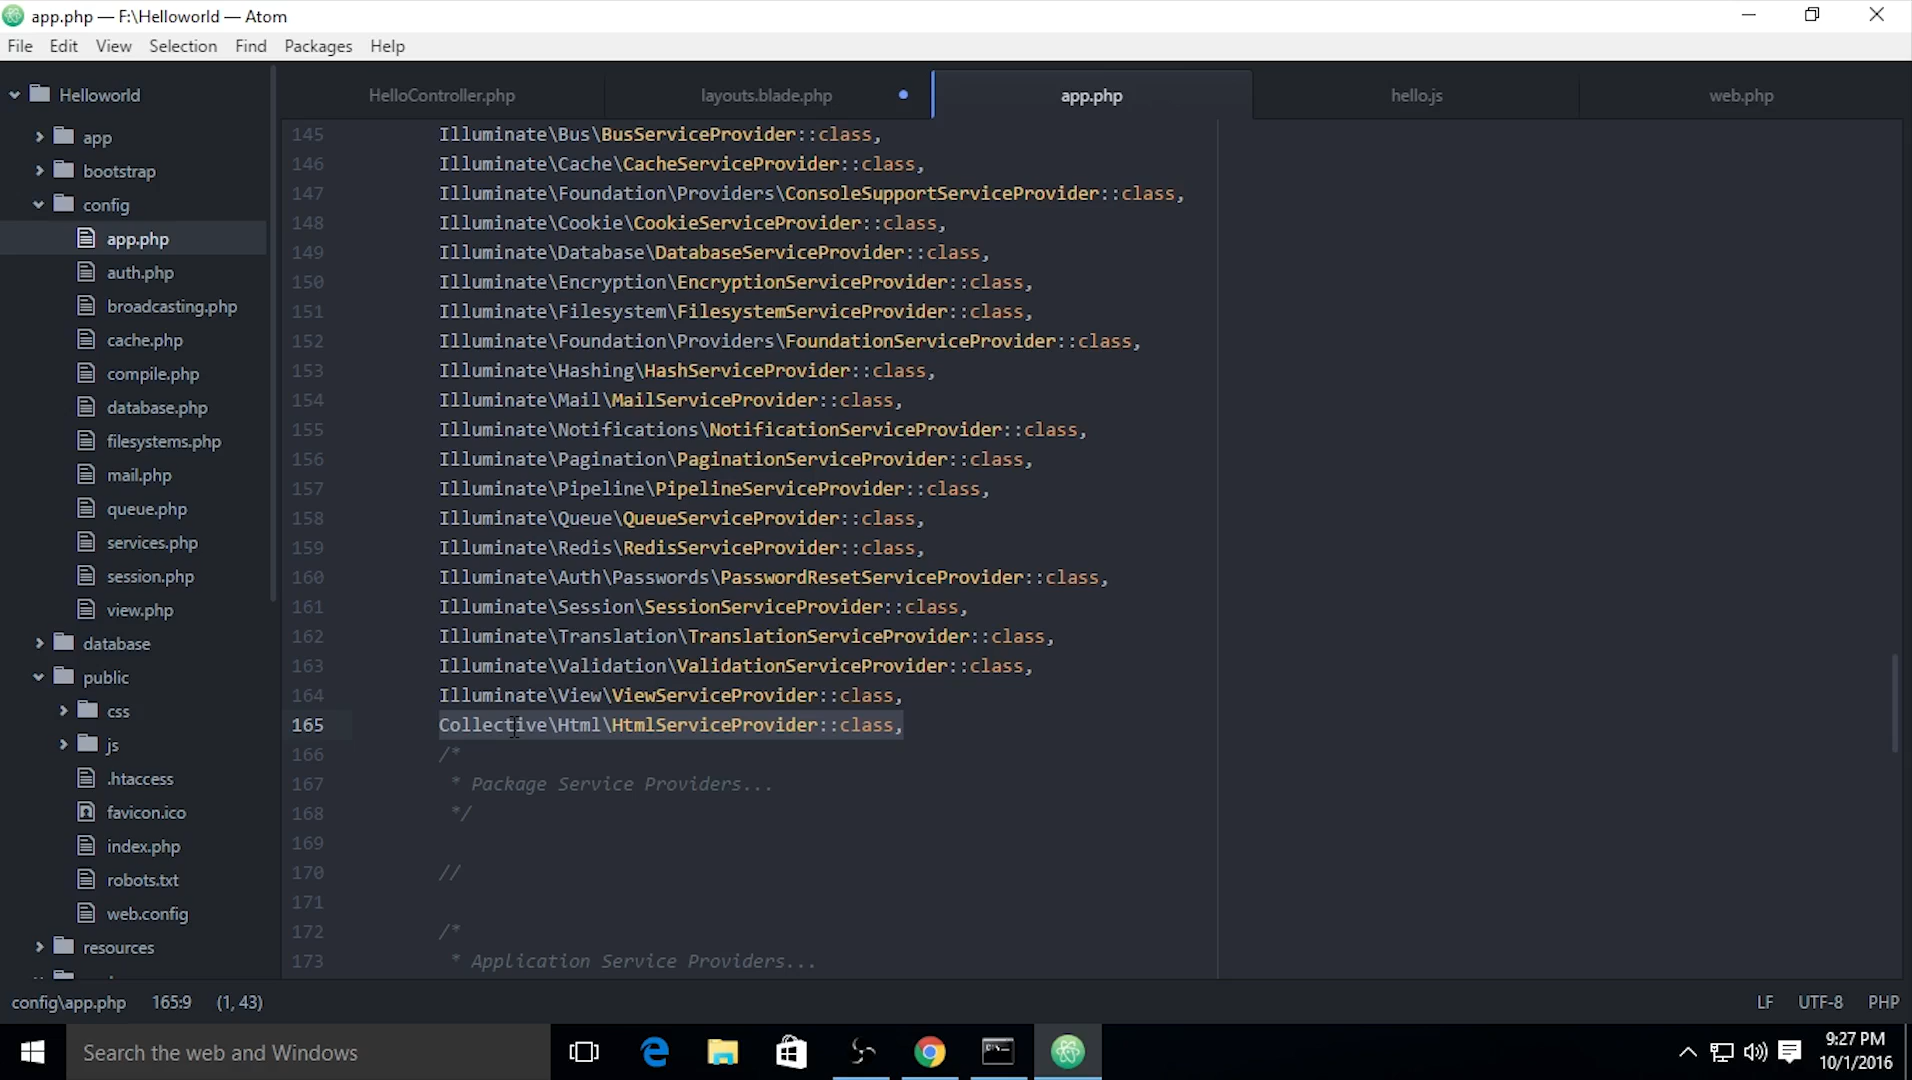 app.php — F:\Helloworld — Atom
File Edit View Selection Find Packages Help
Helloworld
app
bootstrap
config
app.php
auth.php
broadcasting.php
cache.php
compile.php
database.php
filesystems.php
mail.php
queue.php
services.php
session.php
view.php
database
public
css
js
.htaccess
favicon.ico
index.php
robots.txt
web.config
resources
HelloController.php layouts.blade.php app.php hello.js web.php
145 Illuminate\Bus\BusServiceProvider::class,
146 Illuminate\Cache\CacheServiceProvider::class,
147 Illuminate\Foundation\Providers\ConsoleSupportServiceProvider::class,
148 Illuminate\Cookie\CookieServiceProvider::class,
149 Illuminate\Database\DatabaseServiceProvider::class,
150 Illuminate\Encryption\EncryptionServiceProvider::class,
151 Illuminate\Filesystem\FilesystemServiceProvider::class,
152 Illuminate\Foundation\Providers\FoundationServiceProvider::class,
153 Illuminate\Hashing\HashServiceProvider::class,
154 Illuminate\Mail\MailServiceProvider::class,
155 Illuminate\Notifications\NotificationServiceProvider::class,
156 Illuminate\Pagination\PaginationServiceProvider::class,
157 Illuminate\Pipeline\PipelineServiceProvider::class,
158 Illuminate\Queue\QueueServiceProvider::class,
159 Illuminate\Redis\RedisServiceProvider::class,
160 Illuminate\Auth\Passwords\PasswordResetServiceProvider::class,
161 Illuminate\Session\SessionServiceProvider::class,
162 Illuminate\Translation\TranslationServiceProvider::class,
163 Illuminate\Validation\ValidationServiceProvider::class,
164 Illuminate\View\ViewServiceProvider::class,
165 Collective\Html\HtmlServiceProvider::class,
166 /*
167 * Package Service Providers...
168 */
169
170 //
171
172 /*
173 * Application Service Providers...
config\app.php 165:9 (1, 43) LF UTF-8 PHP
Search the web and Windows
9:27 PM
10/1/2016